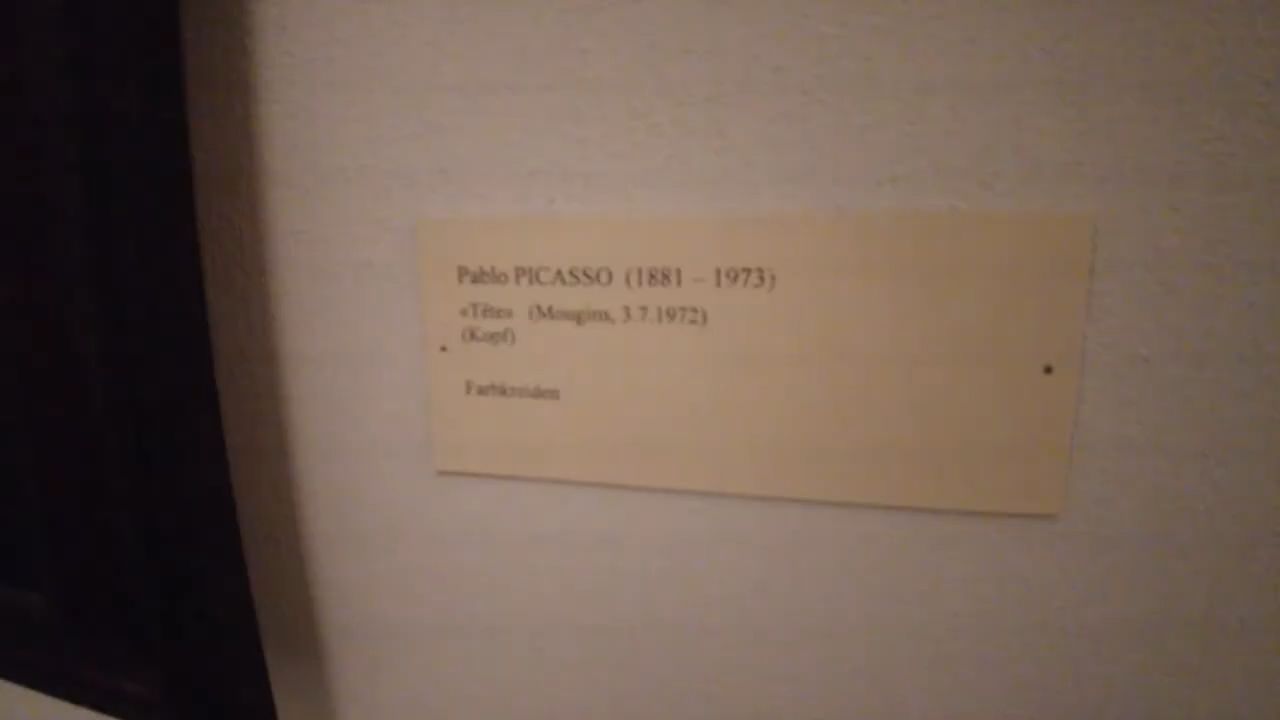 Pablo PICASSO (1881 – 1973)
«Tête» (Mougins, 3.7.1972)
(Kopf)
Farbkreiden